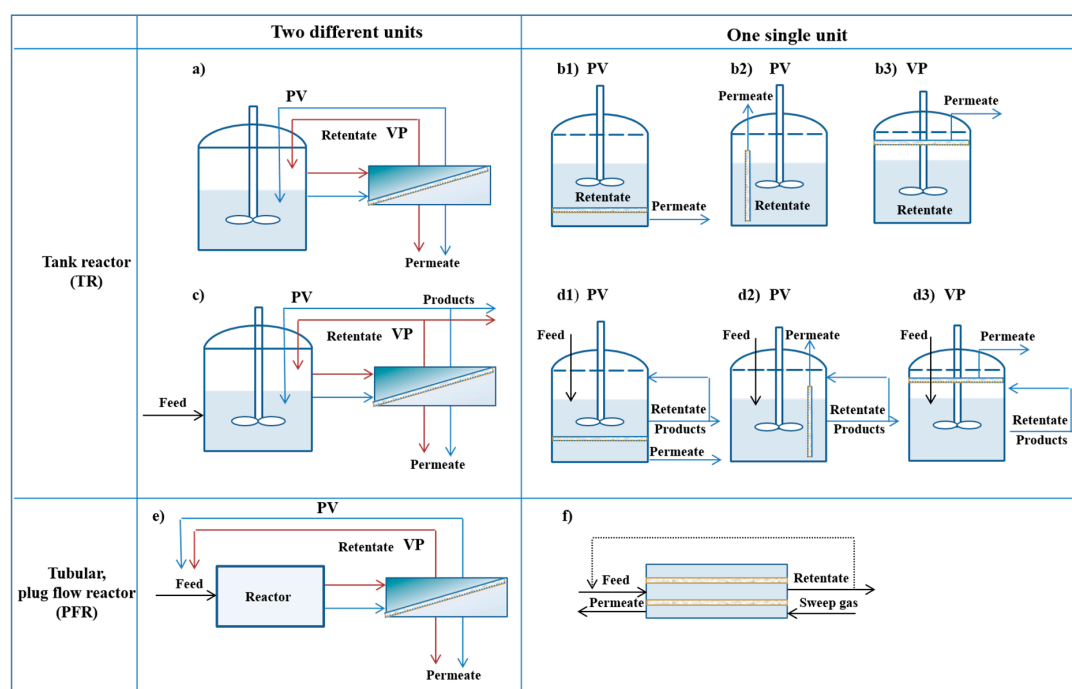 Two different units
One single unit
Tank reactor
(TR)
a)
PV
Retentate VP
Permeate
b1) PV
Retentate
Permeate
b2) PV
Permeate
Retentate
b3) VP
Permeate
Retentate
c)
PV
Products
Retentate VP
Feed
Permeate
d1) PV
Feed
Retentate
Products
Permeate
d2) PV
Permeate
Feed
Retentate
Products
d3) VP
Feed
Permeate
Retentate
Products
Tubular,
plug flow reactor
(PFR)
e)
PV
Retentate VP
Feed
Reactor
Permeate
f)
Feed
Retentate
Permeate
Sweep gas